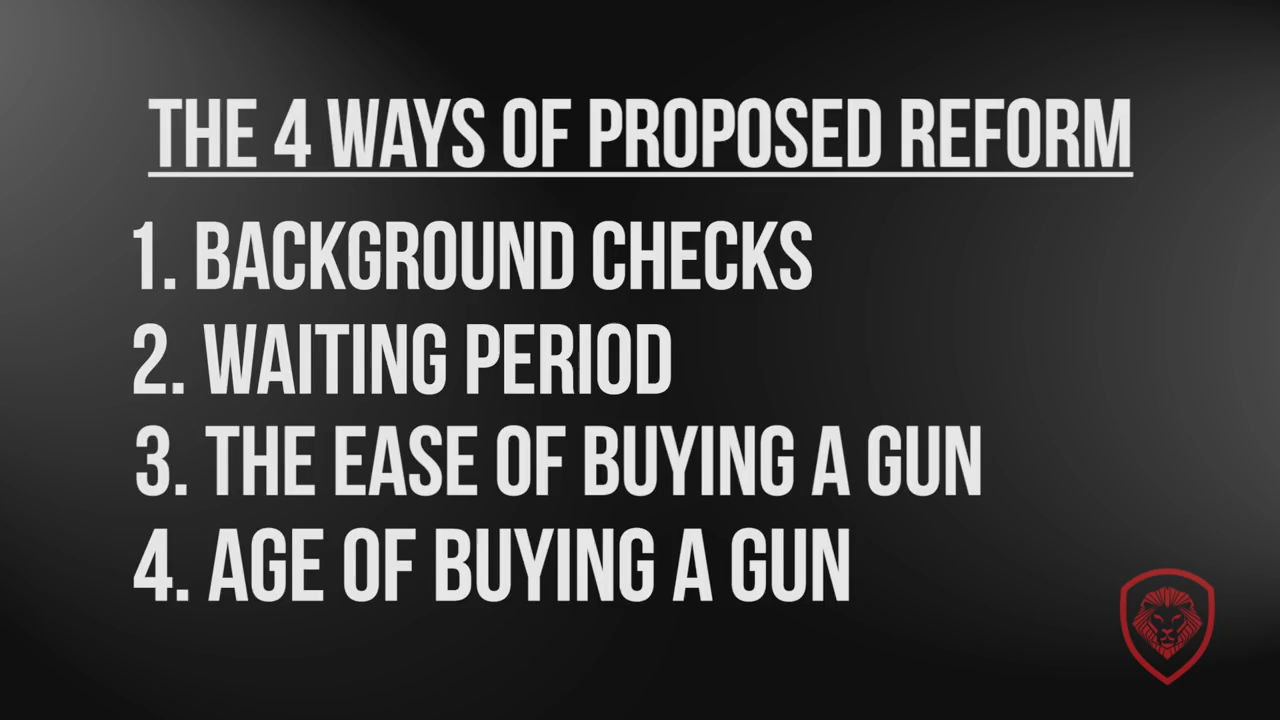 THE 4 WAYS OF PROPOSED REFORM
1. BACKGROUND CHECKS
2. WAITING PERIOD
3. THE EASE OF BUYING A GUN
4. AGE OF BUYING A GUN